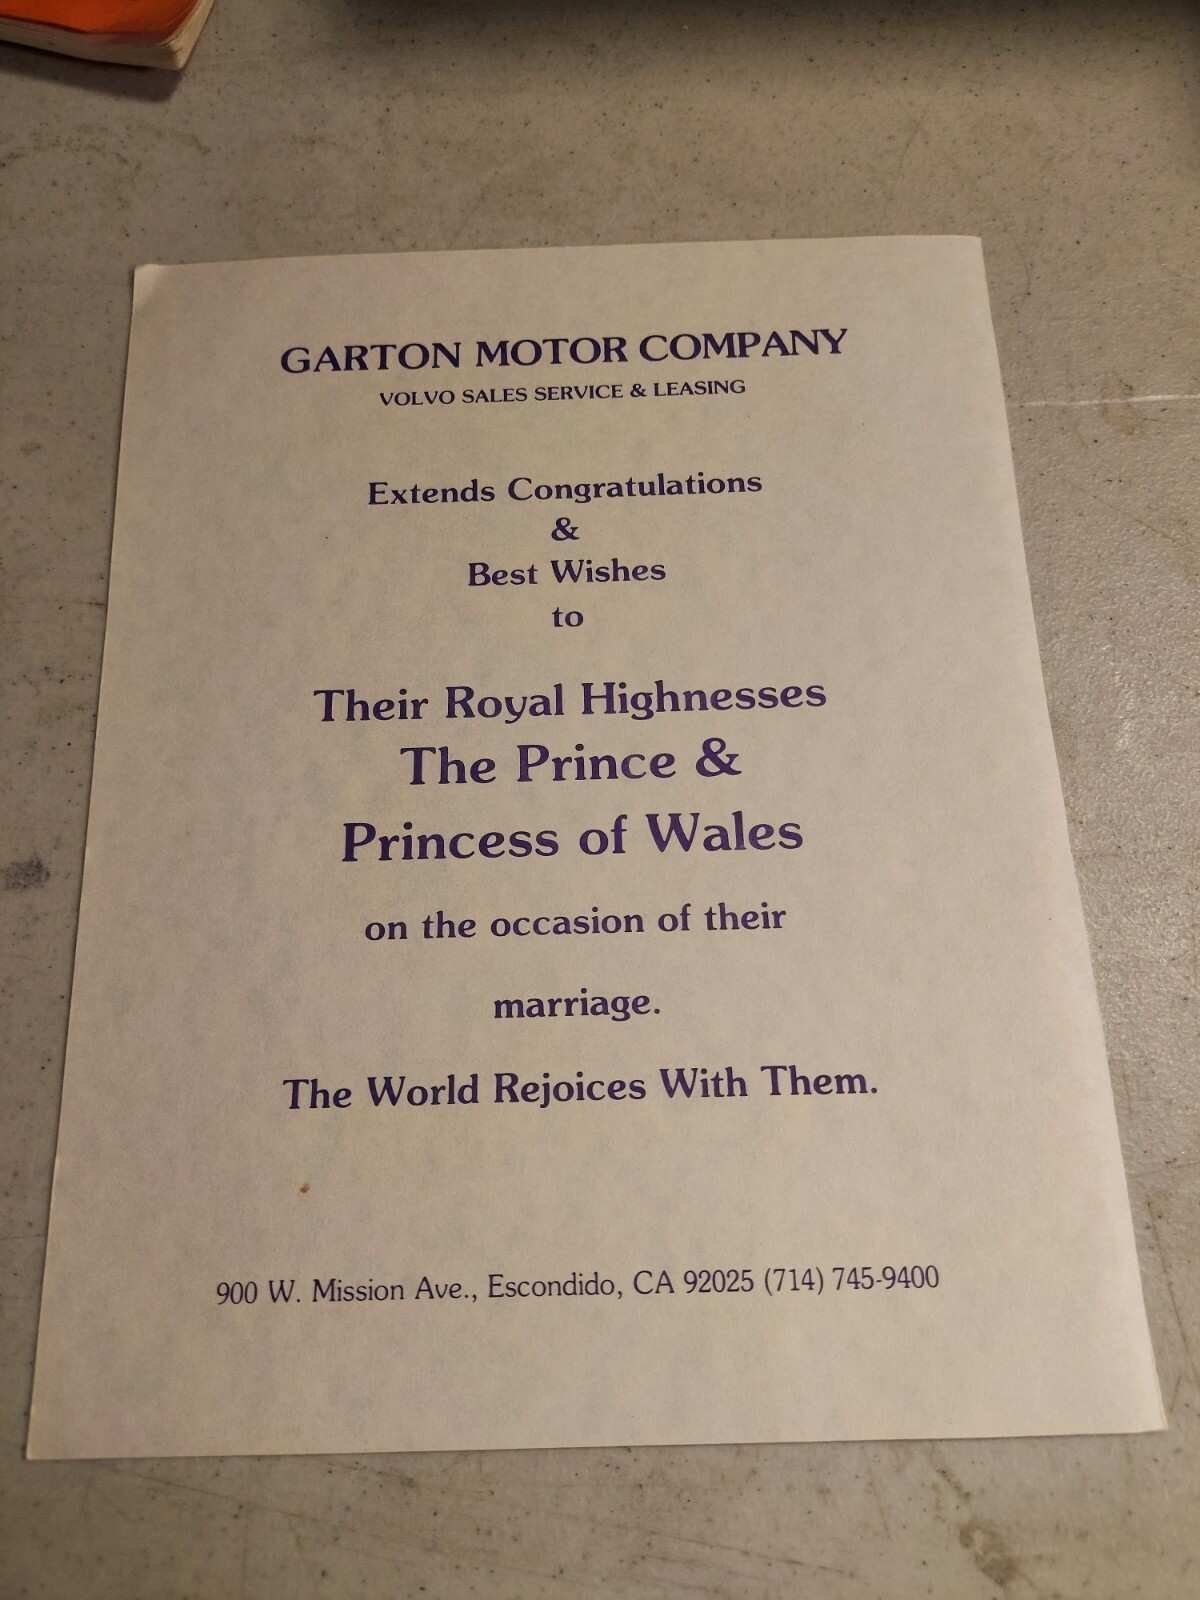 GARTON MOTOR COMPANY
VOLVO SALES SERVICE & LEASING
Extends Congratulations
&
Best Wishes
to
Their Royal Highnesses
The Prince &
Princess of Wales
on the occasion of their
marriage.
The World Rejoices With Them.
900 W. Mission Ave., Escondido, CA 92025 (714) 745-9400